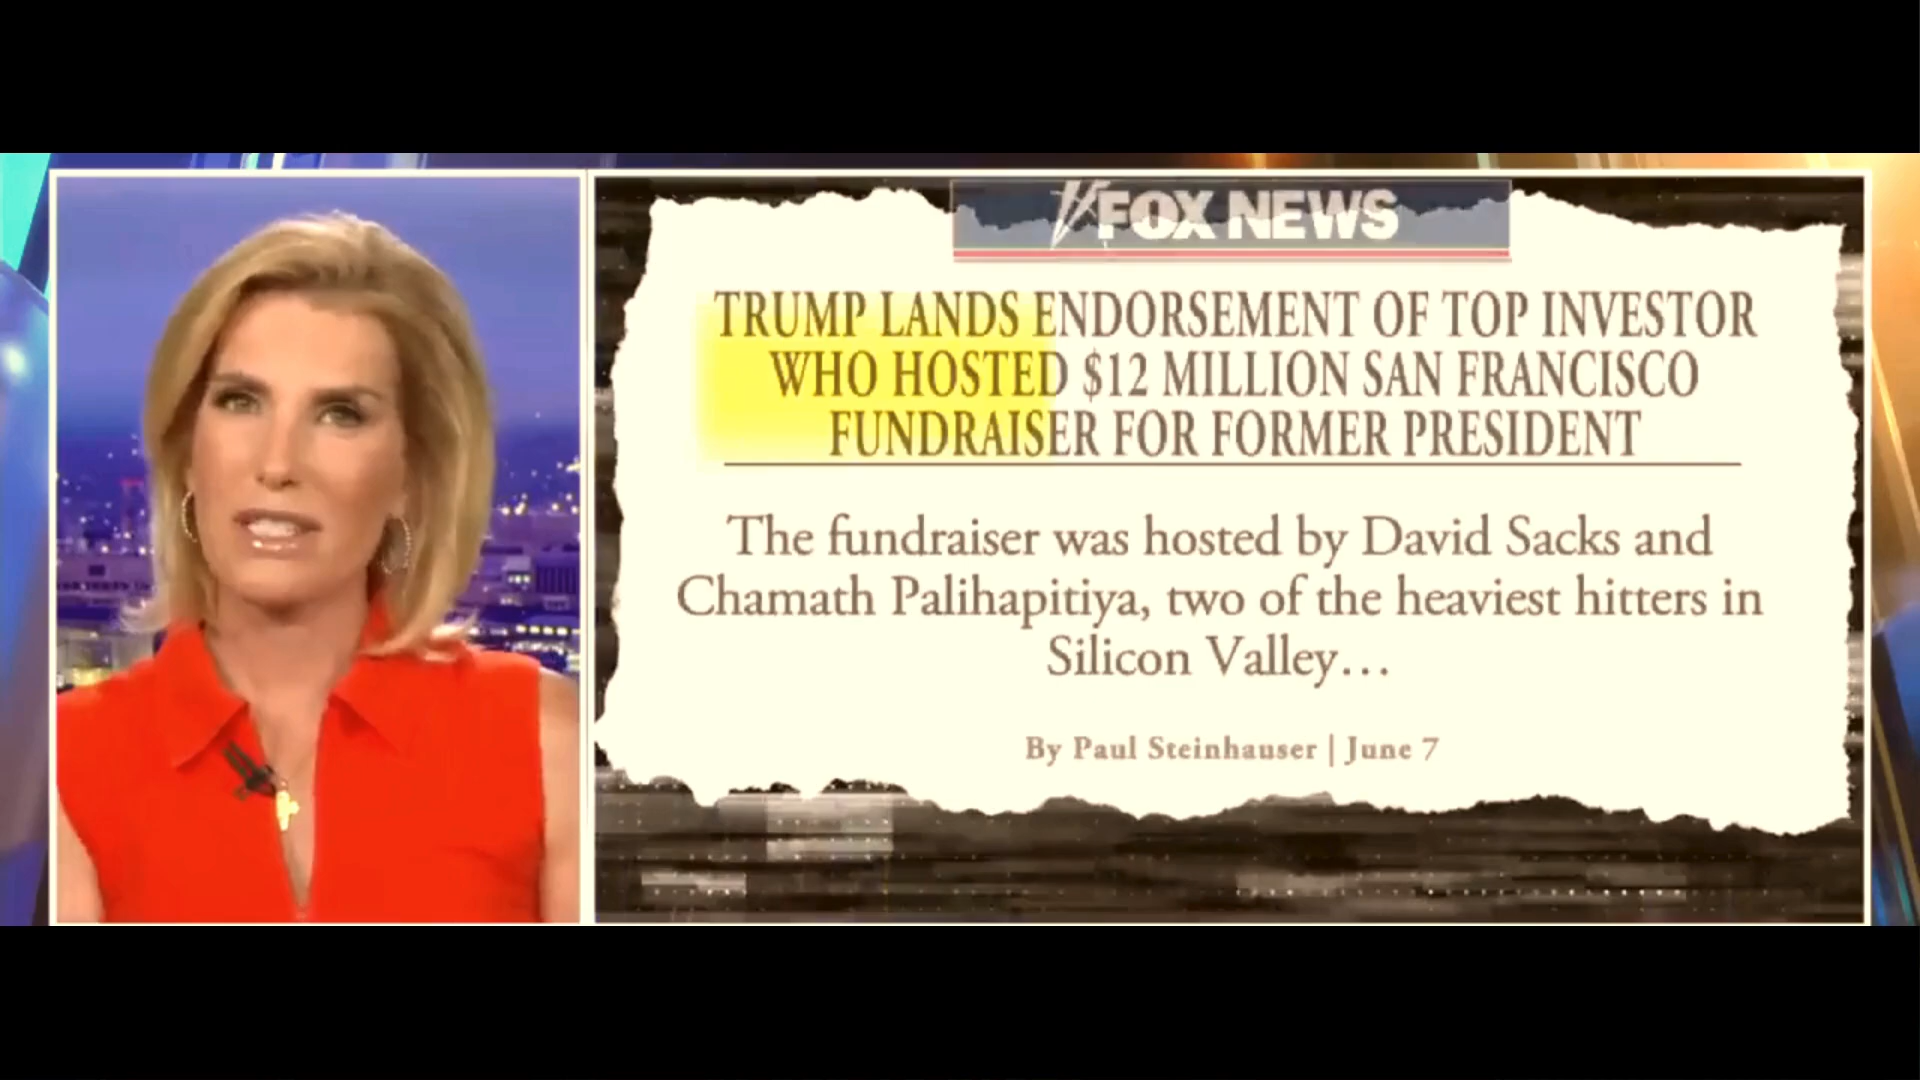 FOX NEWS
TRUMP LANDS ENDORSEMENT OF TOP INVESTOR
WHO HOSTED $12 MILLION SAN FRANCISCO
FUNDRAISER FOR FORMER PRESIDENT
The fundraiser was hosted by David Sacks and
Chamath Palihapitiya, two of the heaviest hitters in
Silicon Valley…
By Paul Steinhauser | June 7